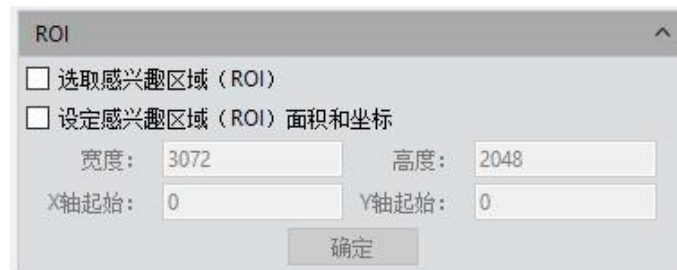 ROI
选取感兴趣区域（ROI）
设定感兴趣区域（ROI）面积和坐标
宽度： 3072 高度： 2048
X轴起始： 0 Y轴起始： 0
确定